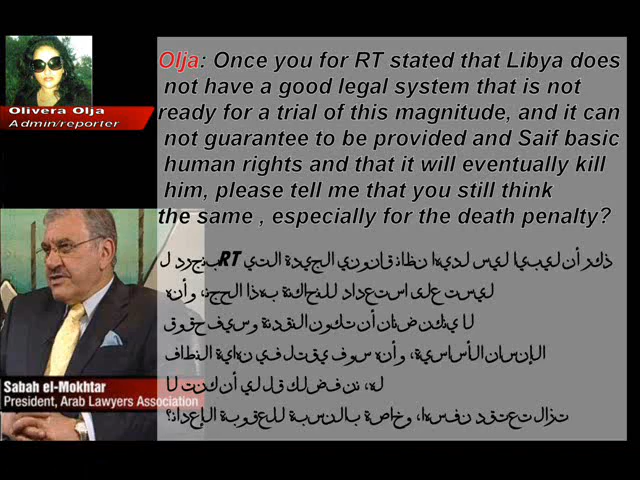 Olivera Olja
Admin/reporter
Olja: Once you for RT stated that Libya does
not have a good legal system that is not
ready for a trial of this magnitude, and it can
not guarantee to be provided and Saif basic
human rights and that it will eventually kill
him, please tell me that you still think
the same , especially for the death penalty?
ذكر أن ليبيا ليس لديها نظام قانوني الجيدة التي RT بمجرد ل
ليست على استعداد للمحاكمة بهذا الحجم، وأنه
لا يمكن ضمان أن تكون المقدمة وسيف حقوق
الإنسان الأساسية، وأنه سوف يقتل في نهاية المطاف
له، من فضلك قل لي أن كنت لا
تزال تعتقد نفسها، وخاصة بالنسبة للعقوبة الإعدام؟
Sabah el-Mokhtar
President, Arab Lawyers Association